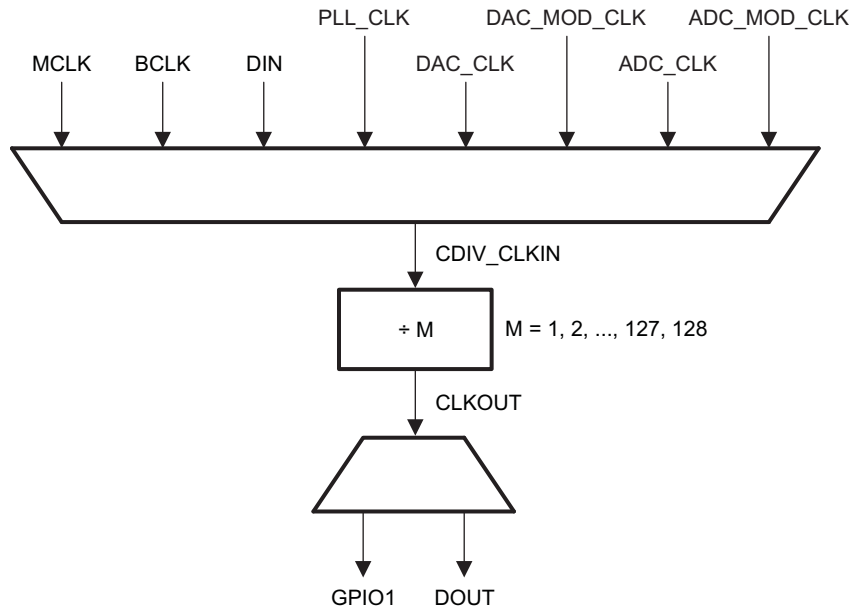 PLL_CLK DAC_MOD_CLK ADC_MOD_CLK
MCLK BCLK DIN DAC_CLK ADC_CLK
CDIV_CLKIN
÷ M M = 1, 2, ..., 127, 128
CLKOUT
GPIO1 DOUT